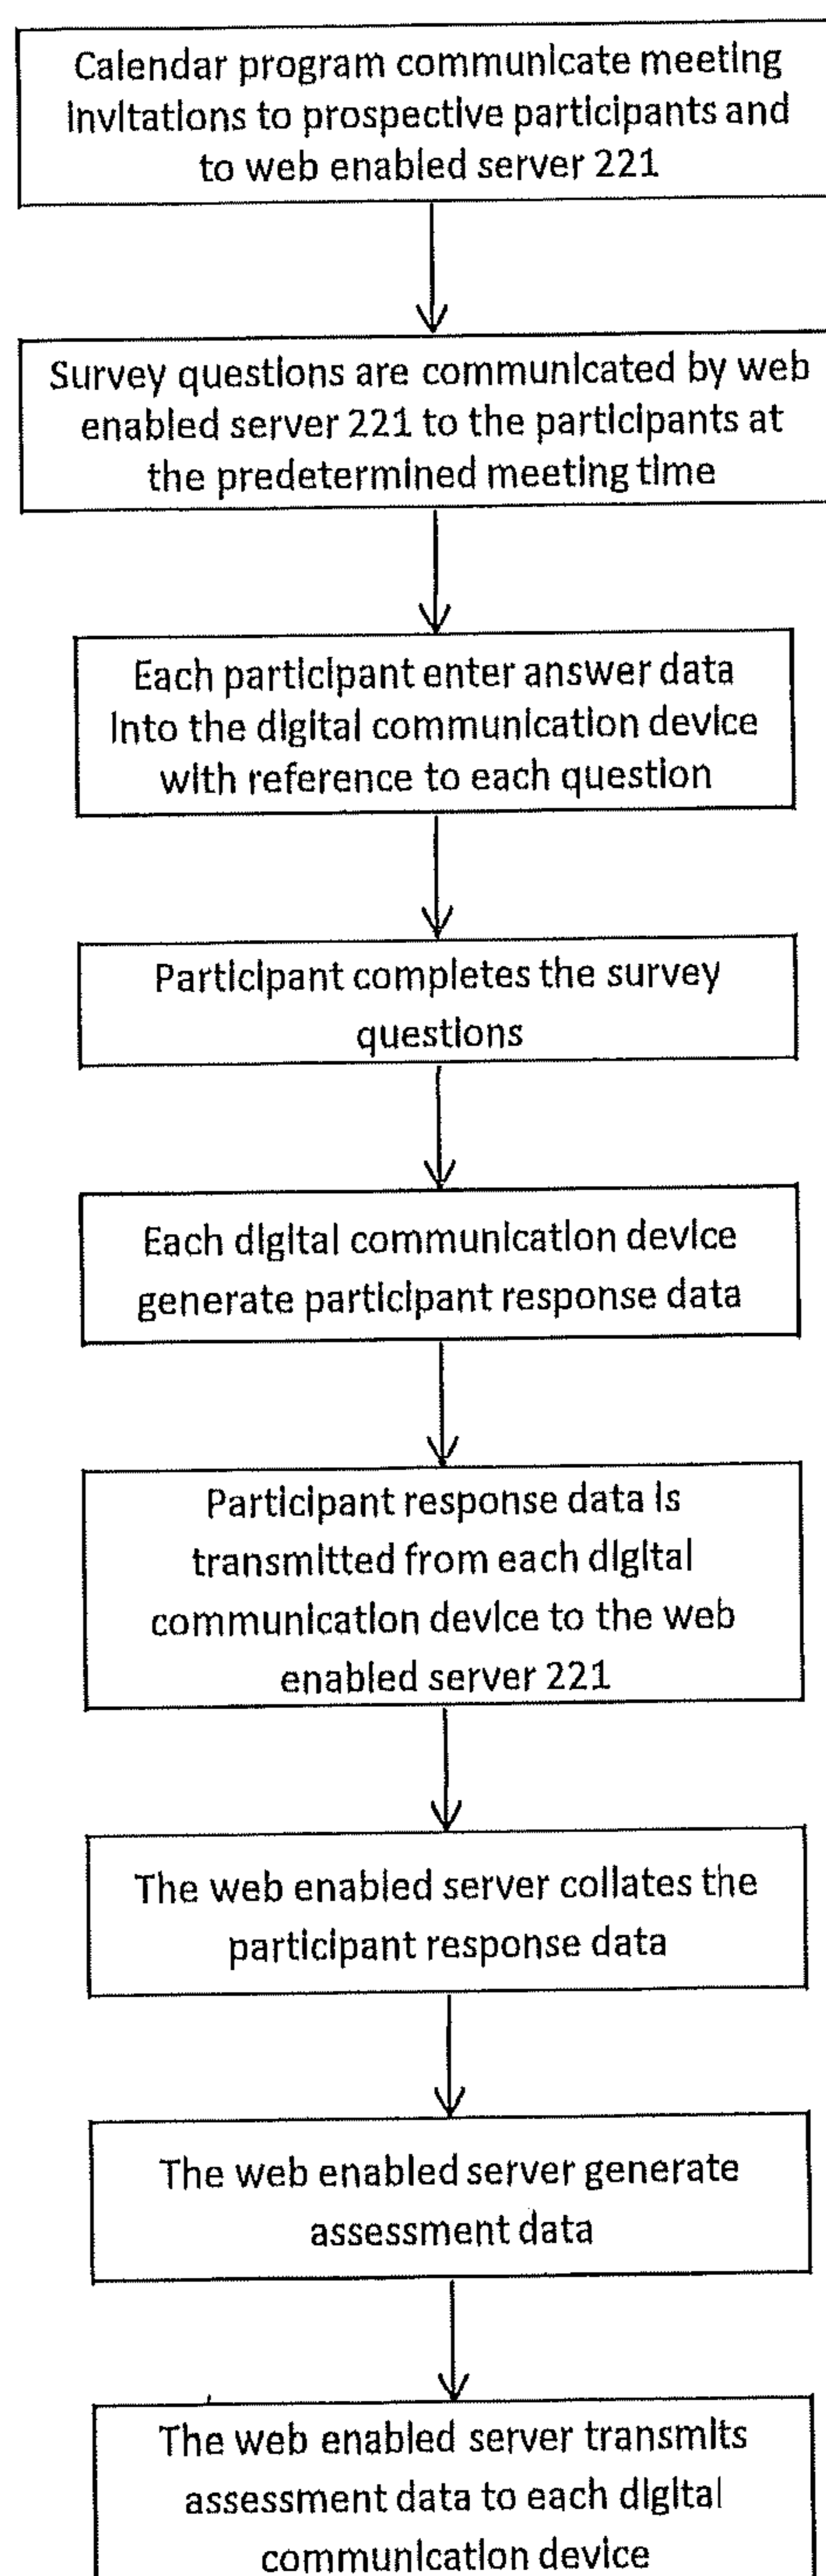 Calendar program communicate meeting
invitations to prospective participants and
to web enabled server 221
Survey questions are communicated by web
enabled server 221 to the participants at
the predetermined meeting time
Each participant enter answer data
into the digital communication device
with reference to each question
Participant completes the survey
questions
Each digital communication device
generate participant response data
Participant response data is
transmitted from each digital
communication device to the web
enabled server 221
The web enabled server collates the
participant response data
The web enabled server generate
assessment data
The web enabled server transmits
assessment data to each digital
communication device